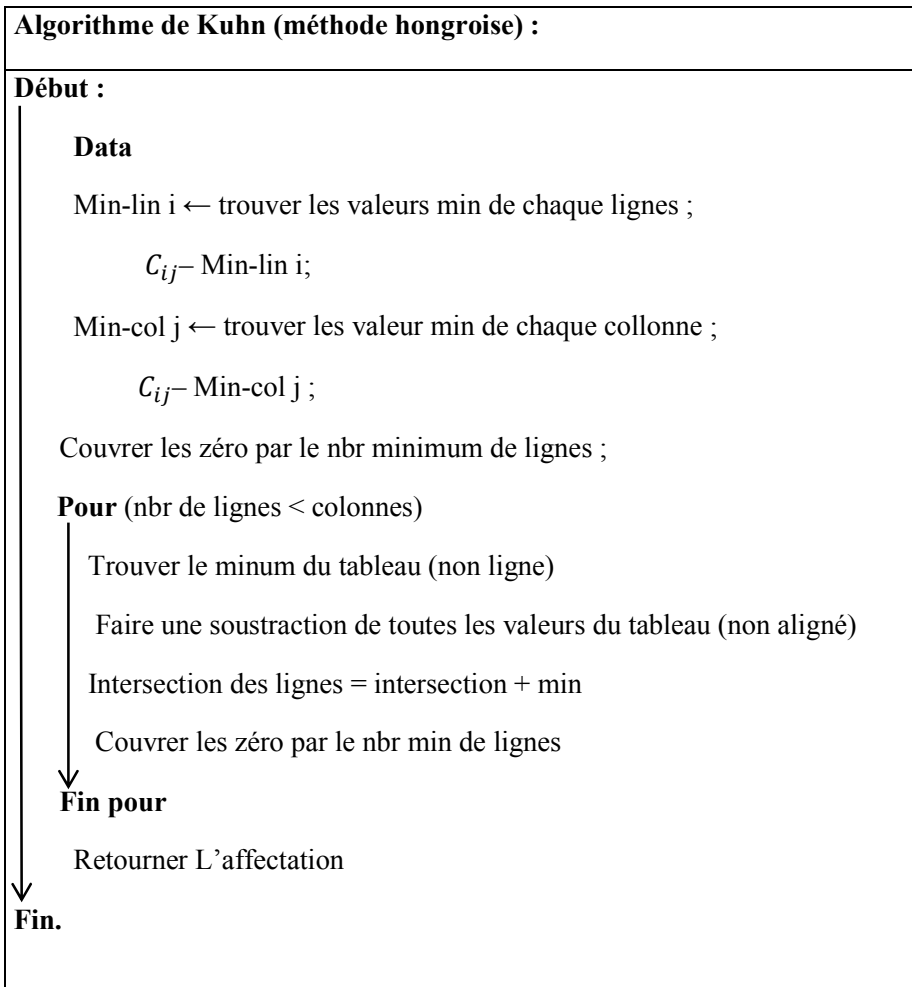 Algorithme de Kuhn (méthode hongroise) :
Début :
Data
Min-lin i ← trouver les valeurs min de chaque lignes ;
𝐶𝑖𝑗– Min-lin i;
Min-col j ← trouver les valeur min de chaque collonne ;
𝐶𝑖𝑗– Min-col j ;
Couvrer les zéro par le nbr minimum de lignes ;
Pour (nbr de lignes < colonnes)
Trouver le minum du tableau (non ligne)
Faire une soustraction de toutes les valeurs du tableau (non aligné)
Intersection des lignes = intersection + min
Couvrer les zéro par le nbr min de lignes
Fin pour
Retourner L’affectation
Fin.